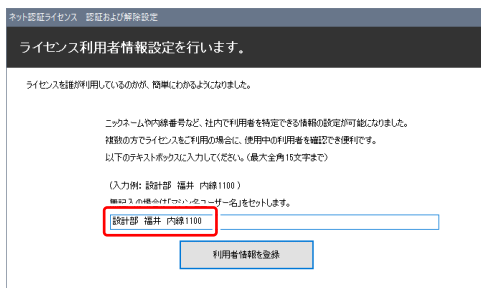 ネット認証ライセンス 認証および解除設定
ライセンス利用者情報設定を行います。
ライセンスを誰が利用しているのかが、簡単にわかるようになりました。
ニックネームや内線番号など、社内で利用者を特定できる情報の設定が可能になりました。
複数の方でライセンスをご利用の場合に、使用中の利用者を確認でき便利です。
以下のテキストボックスに入力してください。(最大全角15文字まで)
(入力例: 設計部 福井 内線1100 )
無記入の場合は「マシン名ユーザー名」をセットします。
設計部 福井 内線1100
利用者情報を登録